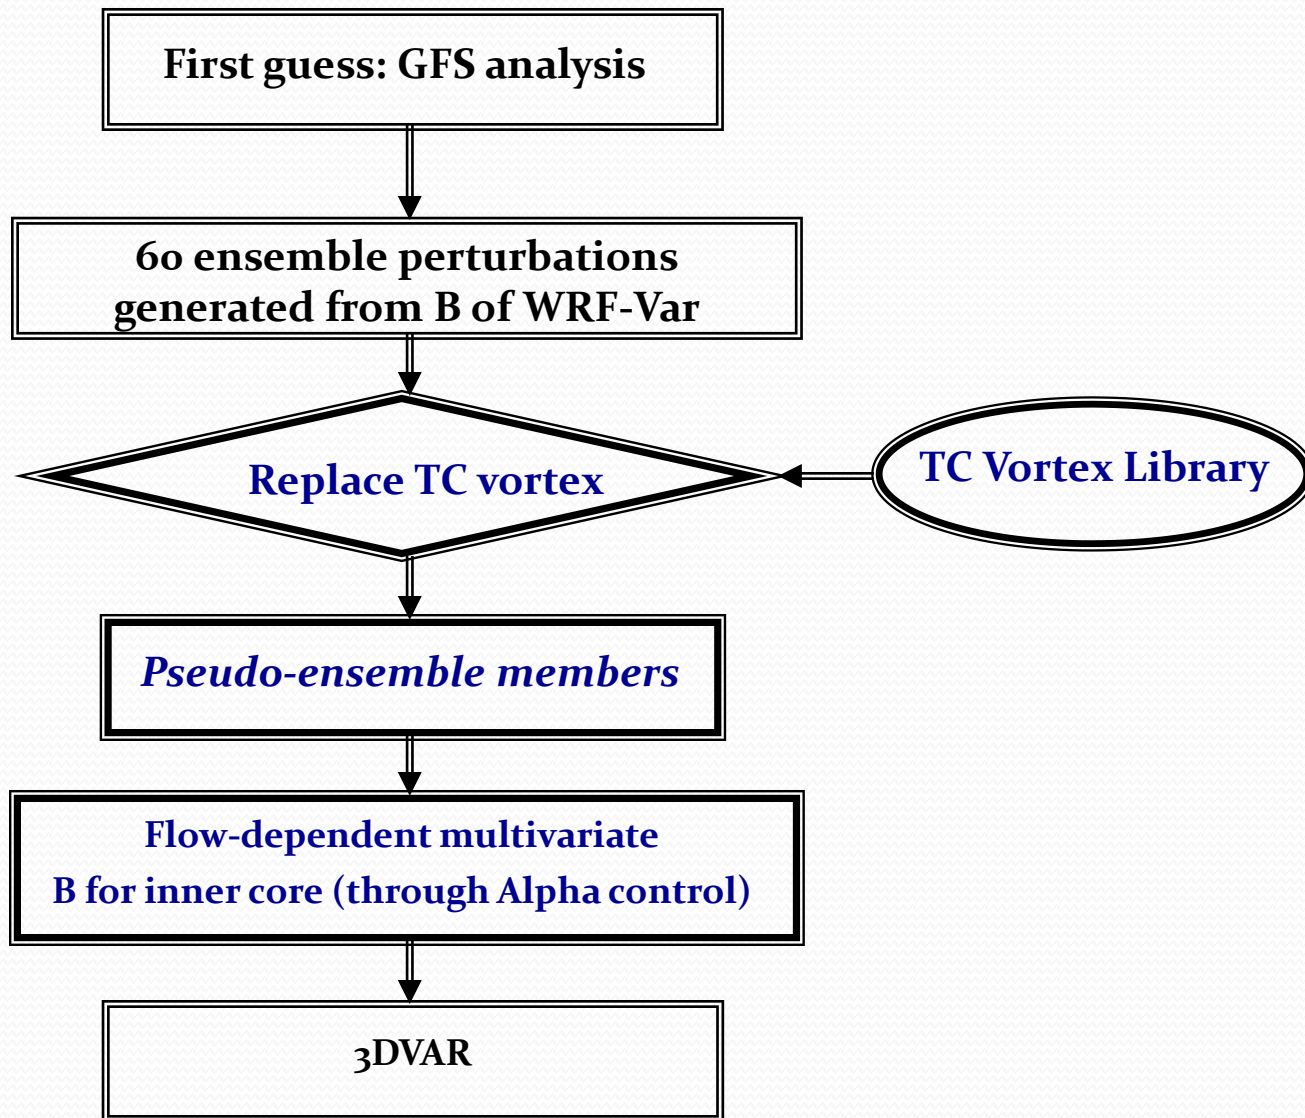 First guess: GFS analysis
60 ensemble perturbations
generated from B of WRF-Var
Replace TC vortex
TC Vortex Library
Pseudo-ensemble members
Flow-dependent multivariate
B for inner core (through Alpha control)
3DVAR